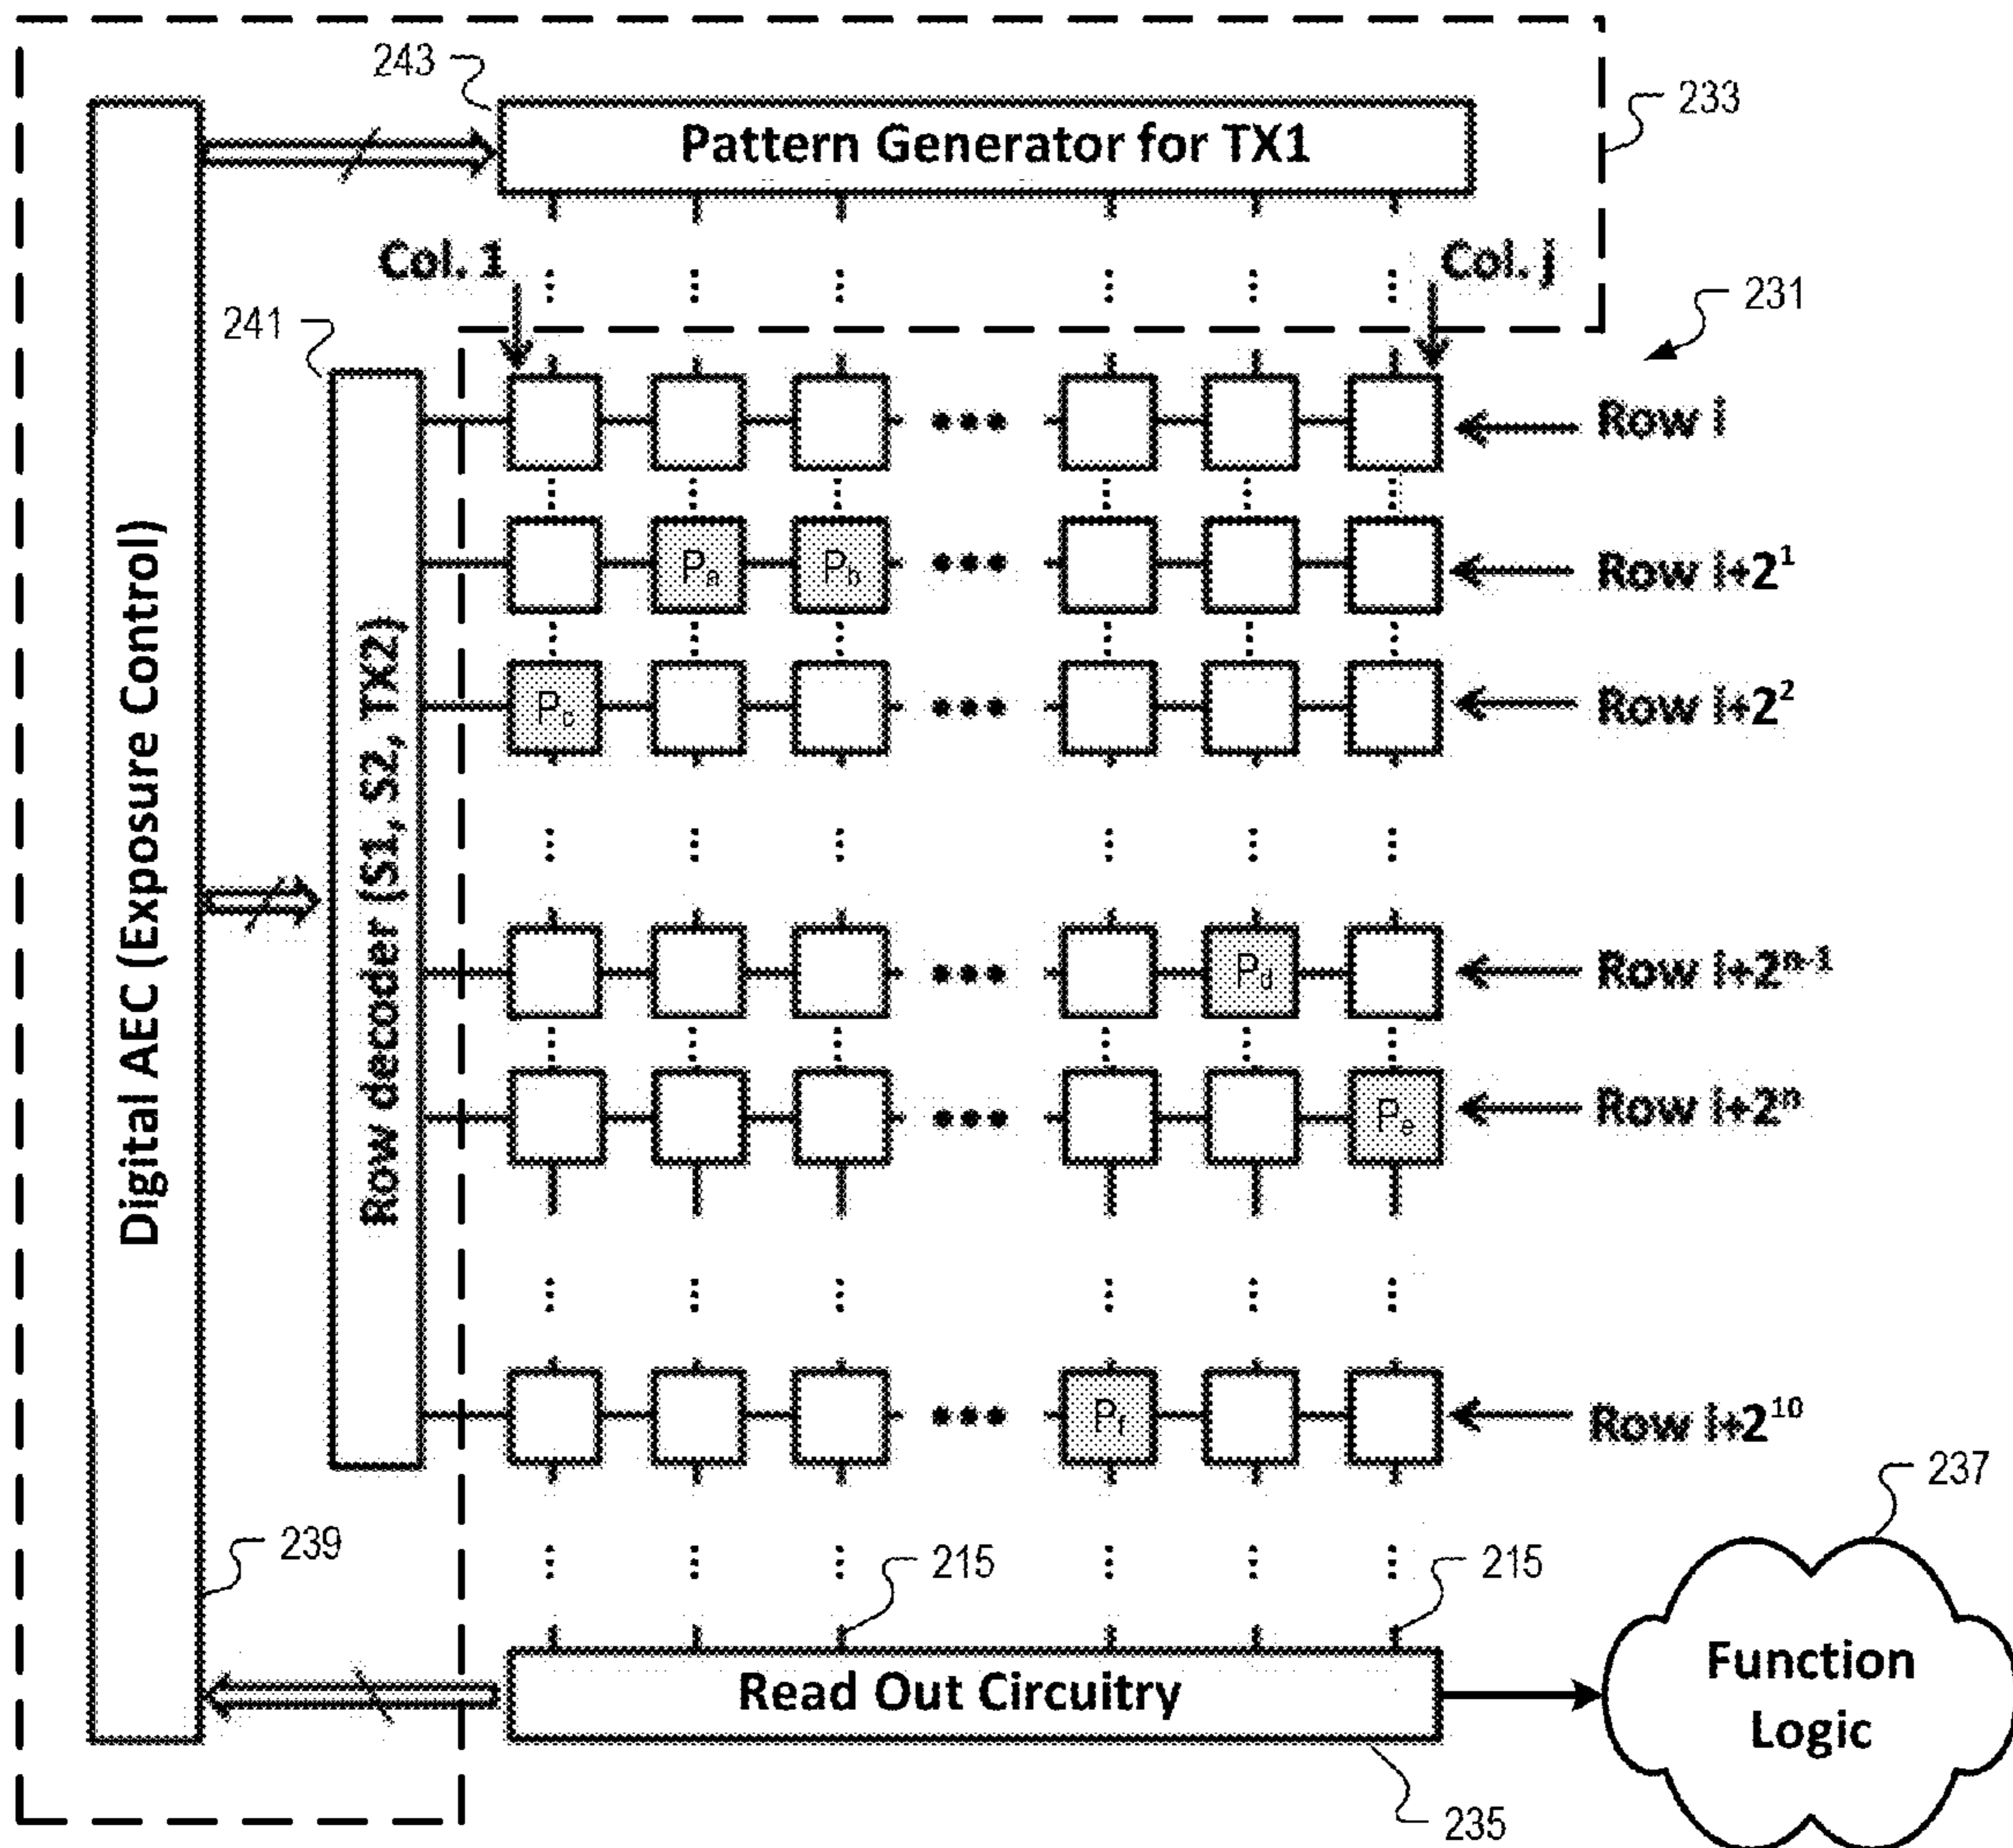 243
Pattern Generator for TX1
233
Col. 1
Col. j
231
241
Row i
Pa
Pb
Row i+2¹
Pc
Row i+2²
Digital AEC (Exposure Control)
Row decoder (S1, S2, TX2)
Pd
Row i+2ⁿ⁻¹
Pe
Row i+2ⁿ
Pf
Row i+2¹⁰
237
239
215
215
Read Out Circuitry
Function
Logic
235